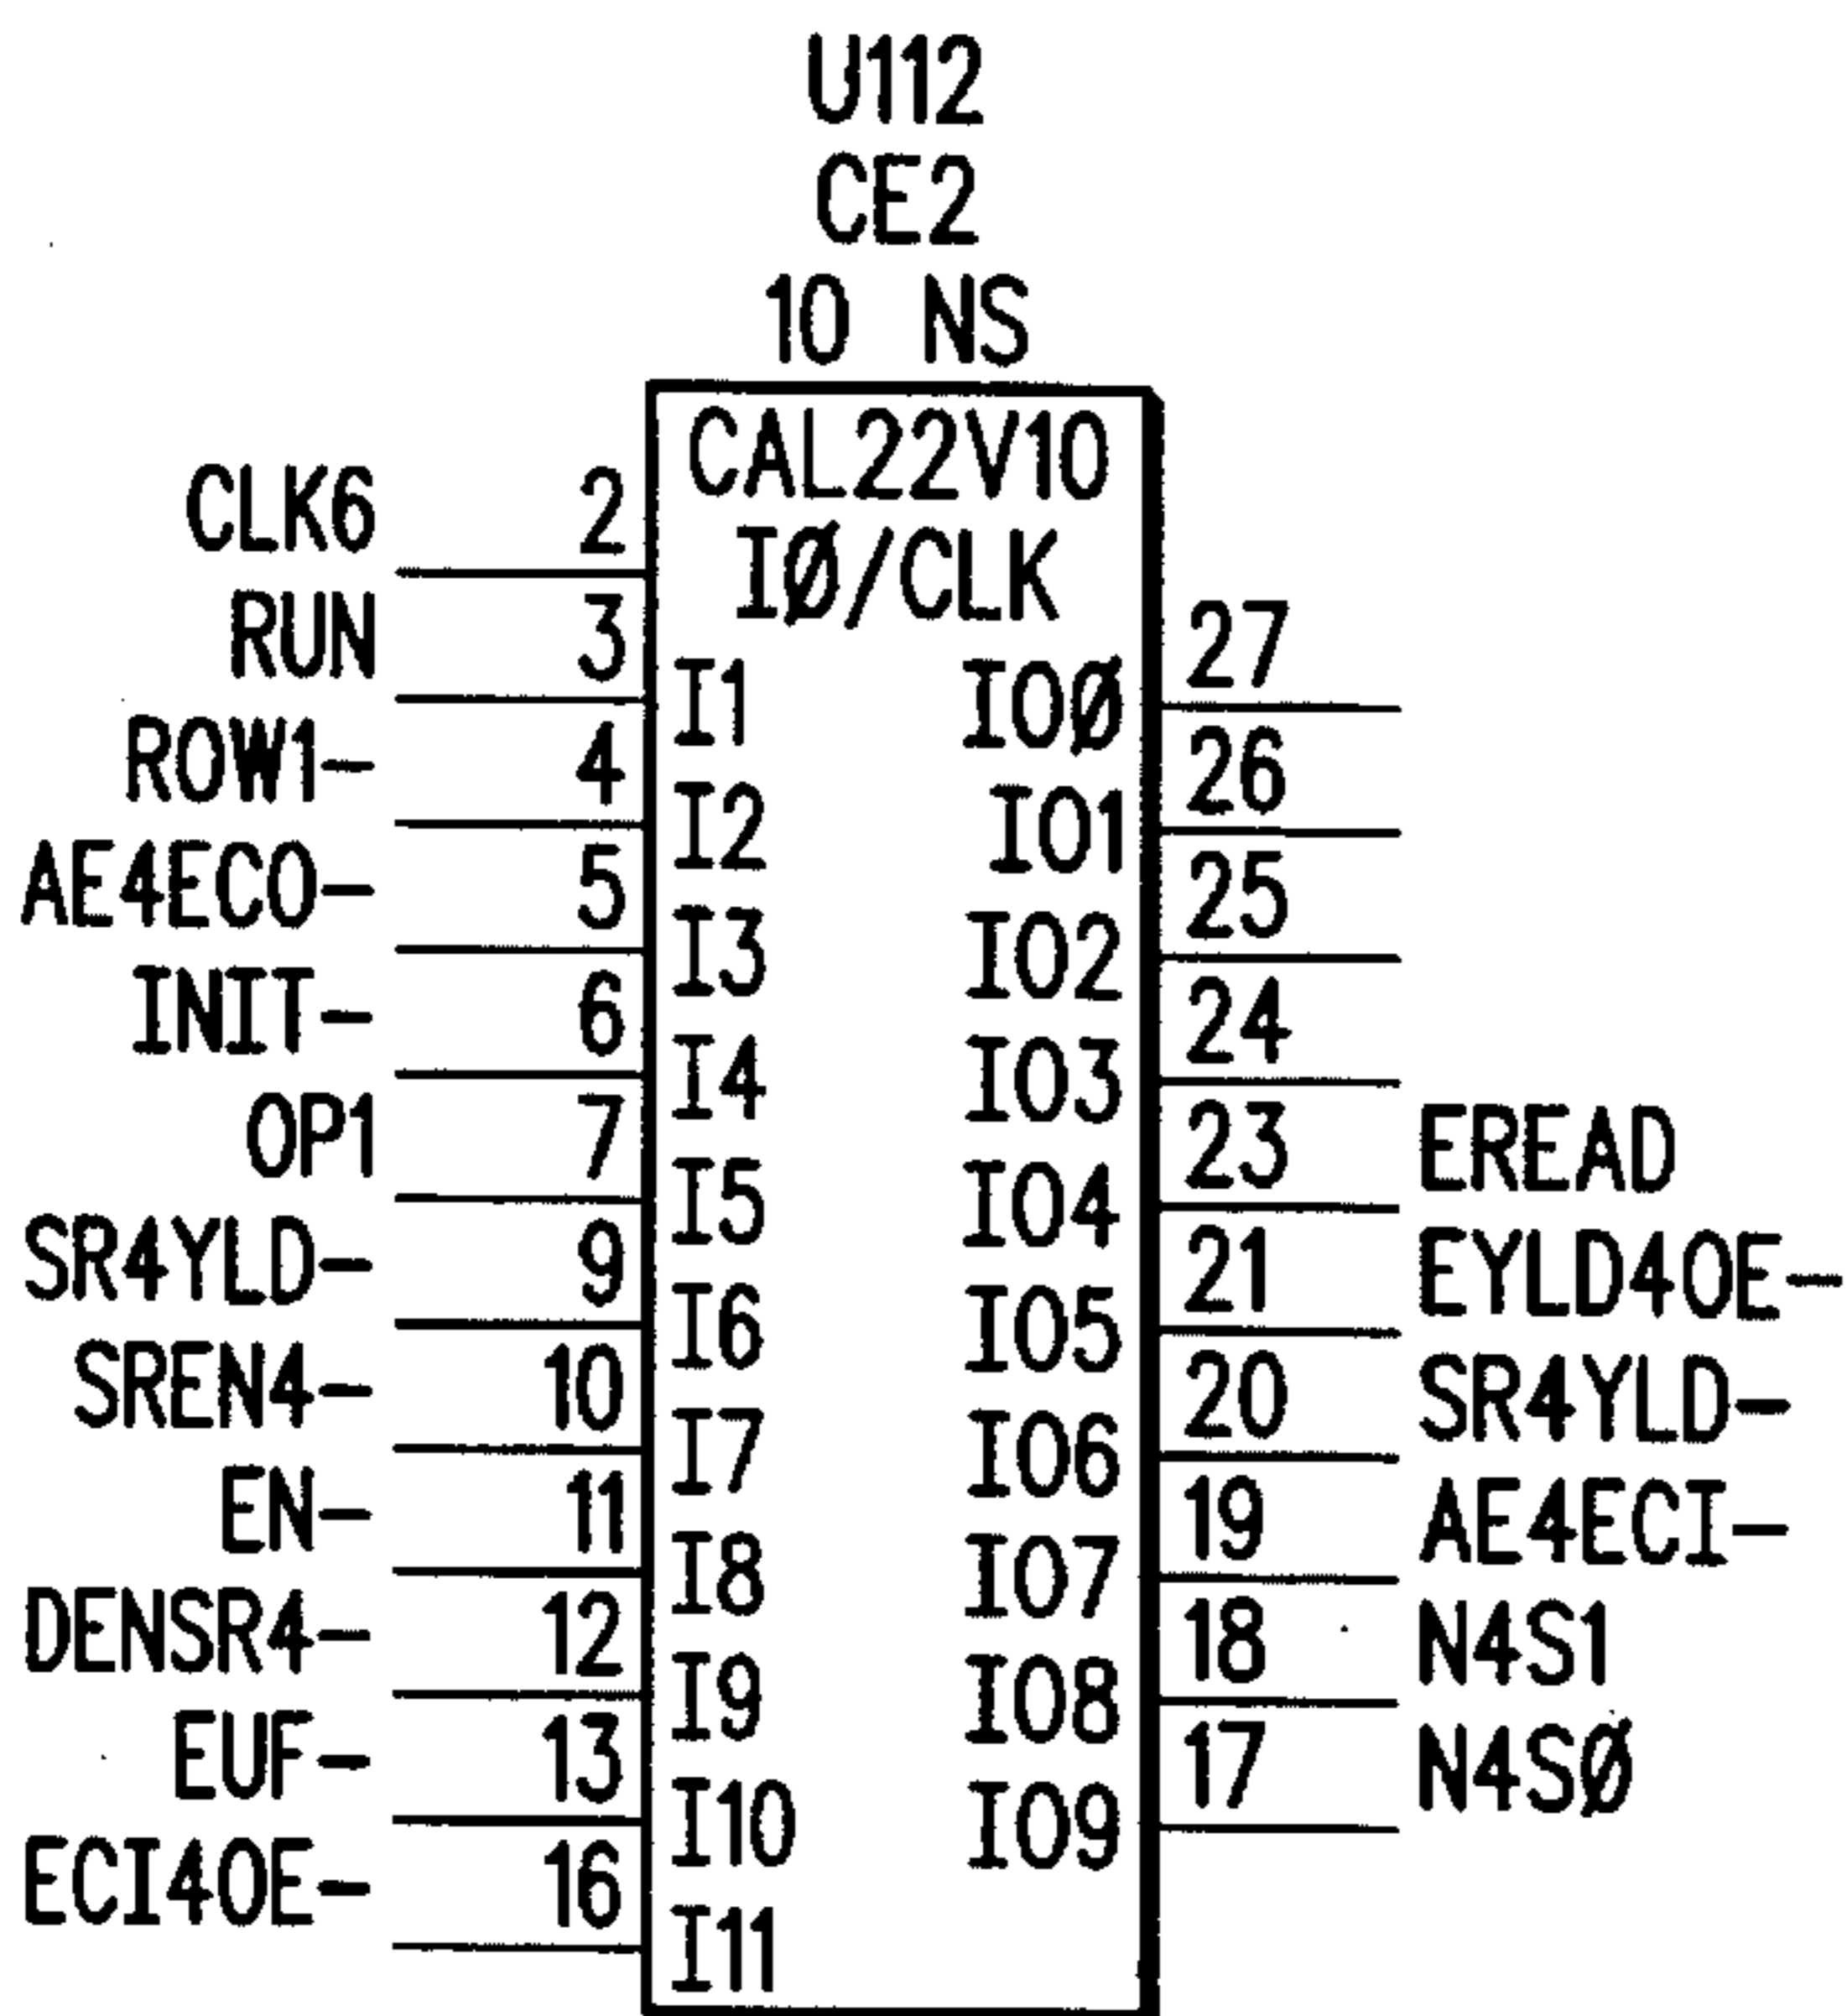 U112
CE2
10 NS
CAL22V10
CLK6 2 IØ/CLK
RUN 3 I1 IOØ 27
ROW1- 4 I2 IO1 26
AE4ECO- 5 I3 IO2 25
INIT- 6 I4 IO3 24
OP1 7 I5 IO4 23 EREAD
SR4YLD- 9 I6 IO5 21 EYLD4OE-
SREN4- 10 I7 IO6 20 SR4YLD-
EN- 11 I8 IO7 19 AE4ECI-
DENSR4- 12 I9 IO8 18 N4S1
EUF- 13 I10 IO9 17 N4SØ
ECI4OE- 16 I11